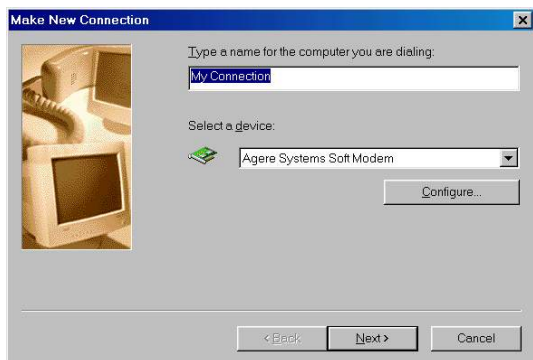 Make New Connection
Type a name for the computer you are dialing:
My Connection
Select a device:
Agere Systems Soft Modem
Configure...
< Back
Next >
Cancel